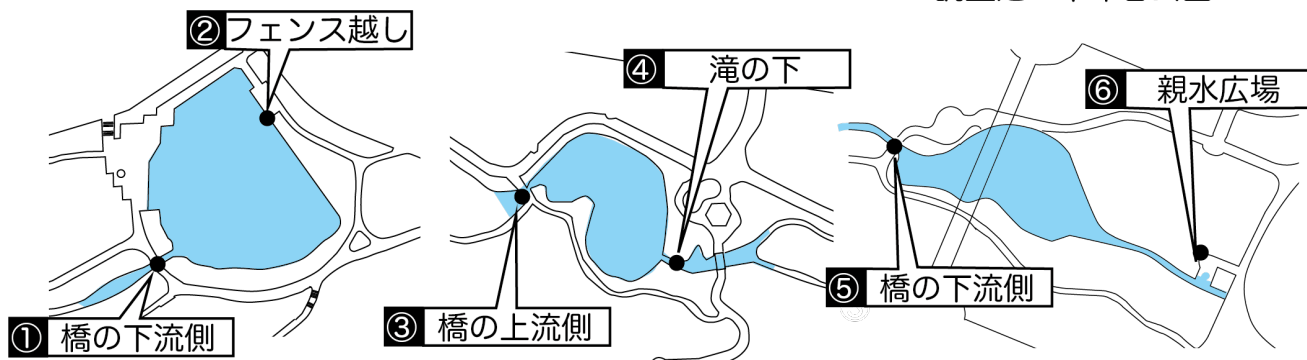 ② フェンス越し
④ 滝の下
⑥ 親水広場
① 橋の下流側
③ 橋の上流側
⑤ 橋の下流側